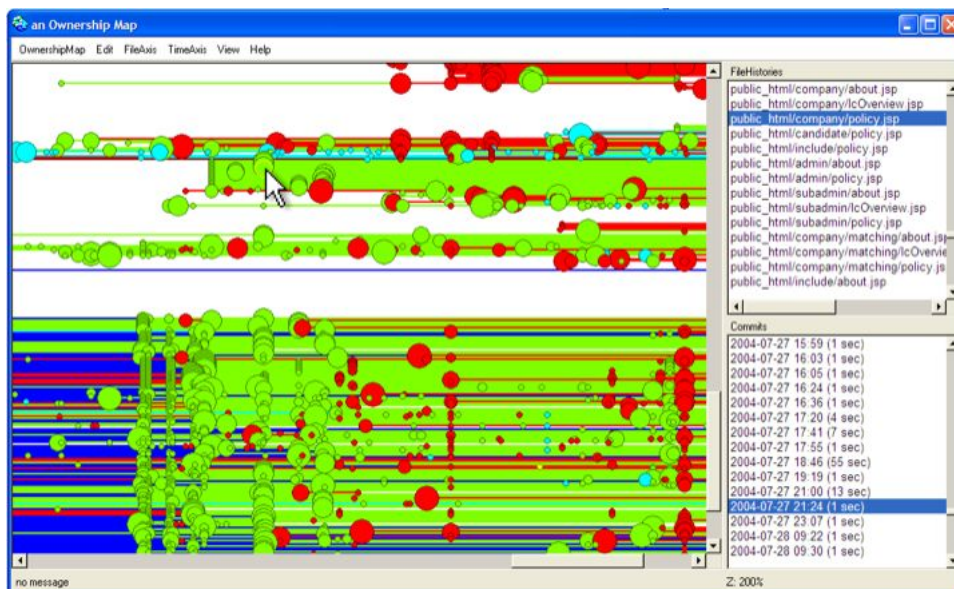 an Ownership Map
OwnershipMap Edit FileAxis TimeAxis View Help
FileHistories
public_html/company/about.jsp
public_html/company/lcOverview.jsp
public_html/company/policy.jsp
public_html/candidate/policy.jsp
public_html/include/policy.jsp
public_html/admin/about.jsp
public_html/admin/policy.jsp
public_html/subadmin/about.jsp
public_html/subadmin/lcOverview.jsp
public_html/subadmin/policy.jsp
public_html/company/matching/about.jsp
public_html/company/matching/lcOvervie
public_html/company/matching/policy.js
public_html/include/about.jsp
Commits
2004-07-27 15:59 (1 sec)
2004-07-27 16:03 (1 sec)
2004-07-27 16:05 (1 sec)
2004-07-27 16:24 (1 sec)
2004-07-27 16:36 (1 sec)
2004-07-27 17:20 (4 sec)
2004-07-27 17:41 (7 sec)
2004-07-27 17:55 (1 sec)
2004-07-27 18:46 (55 sec)
2004-07-27 19:19 (1 sec)
2004-07-27 21:00 (13 sec)
2004-07-27 21:24 (1 sec)
2004-07-27 23:07 (1 sec)
2004-07-28 09:22 (1 sec)
2004-07-28 09:30 (1 sec)
no message
Z: 200%